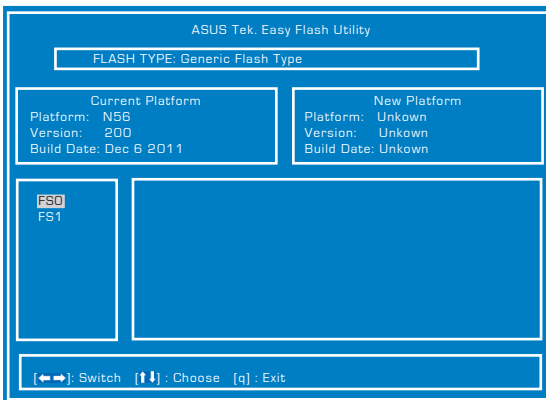 ASUS Tek. Easy Flash Utility
FLASH TYPE: Generic Flash Type
Current Platform
Platform: N56
Version: 200
Build Date: Dec 6 2011
New Platform
Platform: Unkown
Version: Unkown
Build Date: Unkown
FS0
FS1
[←→]: Switch [↑↓] : Choose [q] : Exit